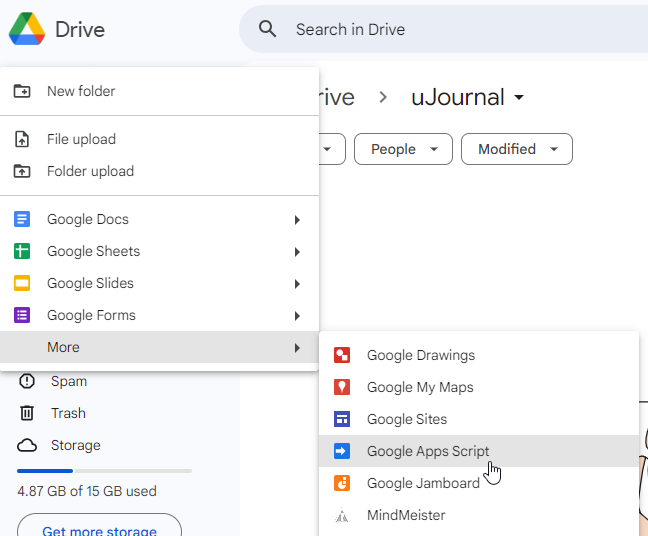 Drive
Search in Drive
New folder
rive > uJournal
File upload
Folder upload
People
Modified
Google Docs
Google Sheets
Google Slides
Google Forms
More
Google Drawings
Spam
Google My Maps
Trash
Google Sites
Storage
Google Apps Script
4.87 GB of 15 GB used
Google Jamboard
MindMeister
Get more storage